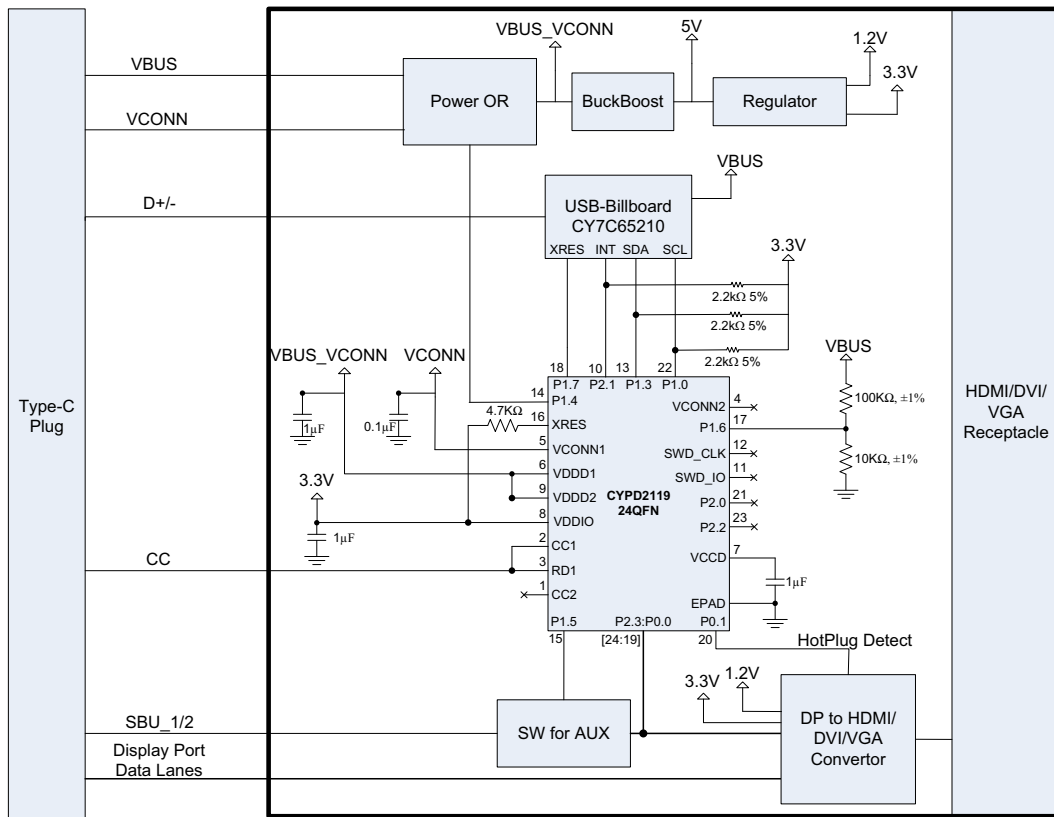 VBUS_VCONN
5V
1.2V
3.3V
VBUS
Power OR
BuckBoost
Regulator
VCONN
VBUS
D+/-
USB-Billboard
CY7C65210
XRES
INT
SDA
SCL
3.3V
2.2kΩ 5%
2.2kΩ 5%
2.2kΩ 5%
VBUS_VCONN
VCONN
VBUS
18
10
13
22
P1.7
P2.1
P1.3
P1.0
Type-C
Plug
HDMI/DVI/
VGA
Receptacle
1µF
0.1µF
4.7KΩ
14
P1.4
16
XRES
5
VCONN1
6
VDDD1
9
VDDD2
8
VDDIO
2
CC1
3
RD1
1
CC2
3.3V
1µF
CC
CYPD2119
24QFN
4
VCONN2
17
P1.6
12
SWD_CLK
11
SWD_IO
21
P2.0
23
P2.2
7
VCCD
EPAD
100KΩ, ±1%
10KΩ, ±1%
1µF
P1.5
P2.3:P0.0
P0.1
15
[24:19]
20
HotPlug Detect
3.3V
1.2V
SBU_1/2
SW for AUX
DP to HDMI/
DVI/VGA
Convertor
Display Port
Data Lanes